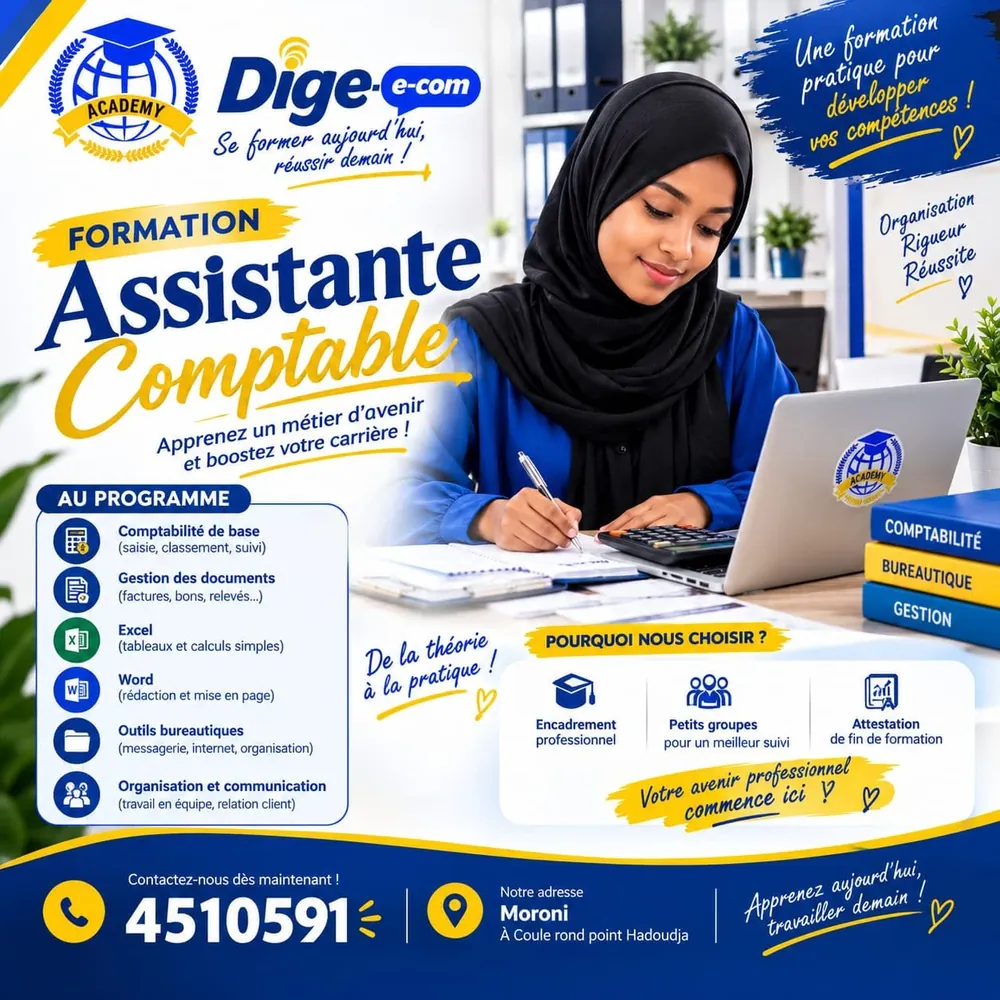 ACADEMY
Dige-e-com
Se former aujourd'hui,
réussir demain !
Une formation
pratique pour
développer
vos compétences !
Organisation
Rigueur
Réussite
FORMATION
Assistante
Comptable
Apprenez un métier d'avenir
et boostez votre carrière !
AU PROGRAMME
Comptabilité de base
(saisie, classement, suivi)
Gestion des documents
(factures, bons, relevés...)
Excel
(tableaux et calculs simples)
Word
(rédaction et mise en page)
Outils bureautiques
(messagerie, internet, organisation)
Organisation et communication
(travail en équipe, relation client)
ACADEMY
COMPTABILITÉ
BUREAUTIQUE
GESTION
De la théorie
à la pratique !
POURQUOI NOUS CHOISIR ?
Encadrement
professionnel
Petits groupes
pour un meilleur suivi
Attestation
de fin de formation
Votre avenir professionnel
commence ici
Contactez-nous dès maintenant !
4510591
Notre adresse
Moroni
À Coule rond point Hadoudja
Apprenez aujourd'hui,
travailler demain !